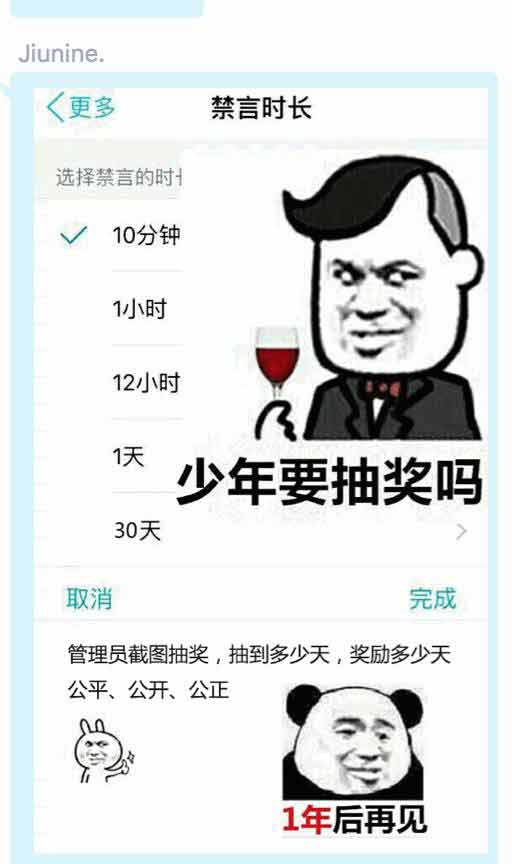 Jiunine.
更多
禁言时长
选择禁言的时
10分钟
1小时
12小时
1天
少年要抽奖吗
30天
取消
完成
管理员截图抽奖，抽到多少天，奖励多少天
公平、公开、公正
1年后再见